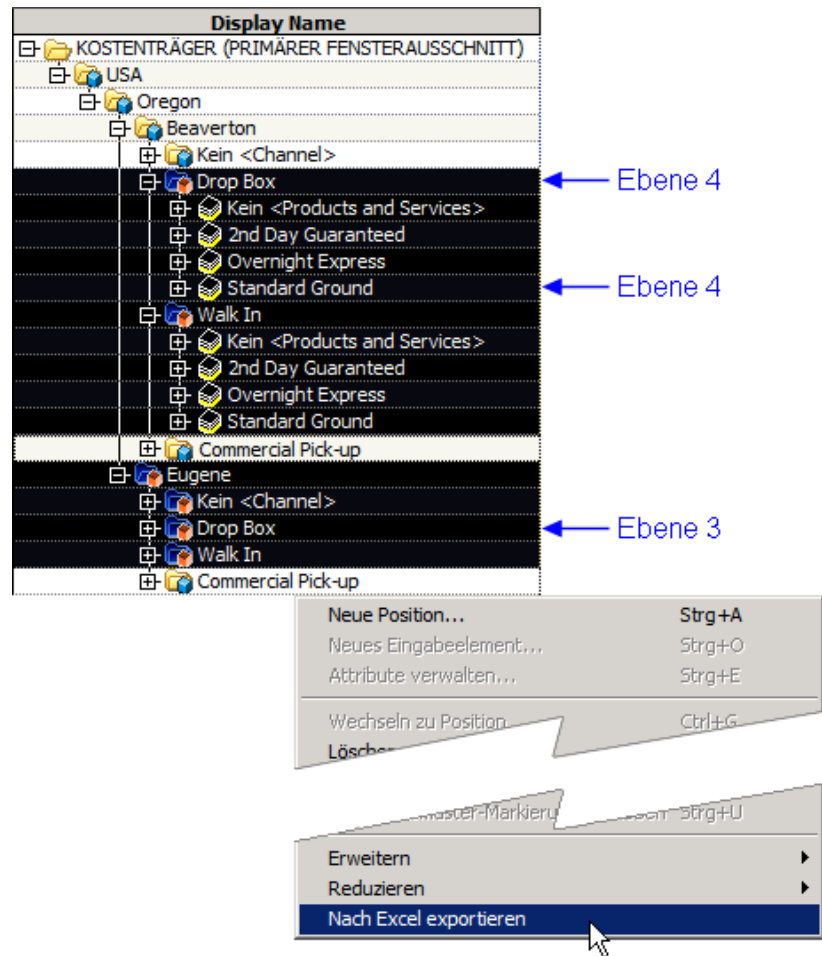 Display Name
KOSTENTRÄGER (PRIMÄRER FENSTERAUSSCHNITT)
USA
Oregon
Beaverton
Kein <Channel>
Drop Box
Ebene 4
Kein <Products and Services>
2nd Day Guaranteed
Overnight Express
Standard Ground
Ebene 4
Walk In
Kein <Products and Services>
2nd Day Guaranteed
Overnight Express
Standard Ground
Commercial Pick-up
Eugene
Kein <Channel>
Drop Box
Ebene 3
Walk In
Commercial Pick-up
Neue Position... Strg+A
Neues Eingabeelement... Strg+O
Attribute verwalten... Strg+E
Wechseln zu Position Ctrl+G
Strg+U
Erweitern
Reduzieren
Nach Excel exportieren